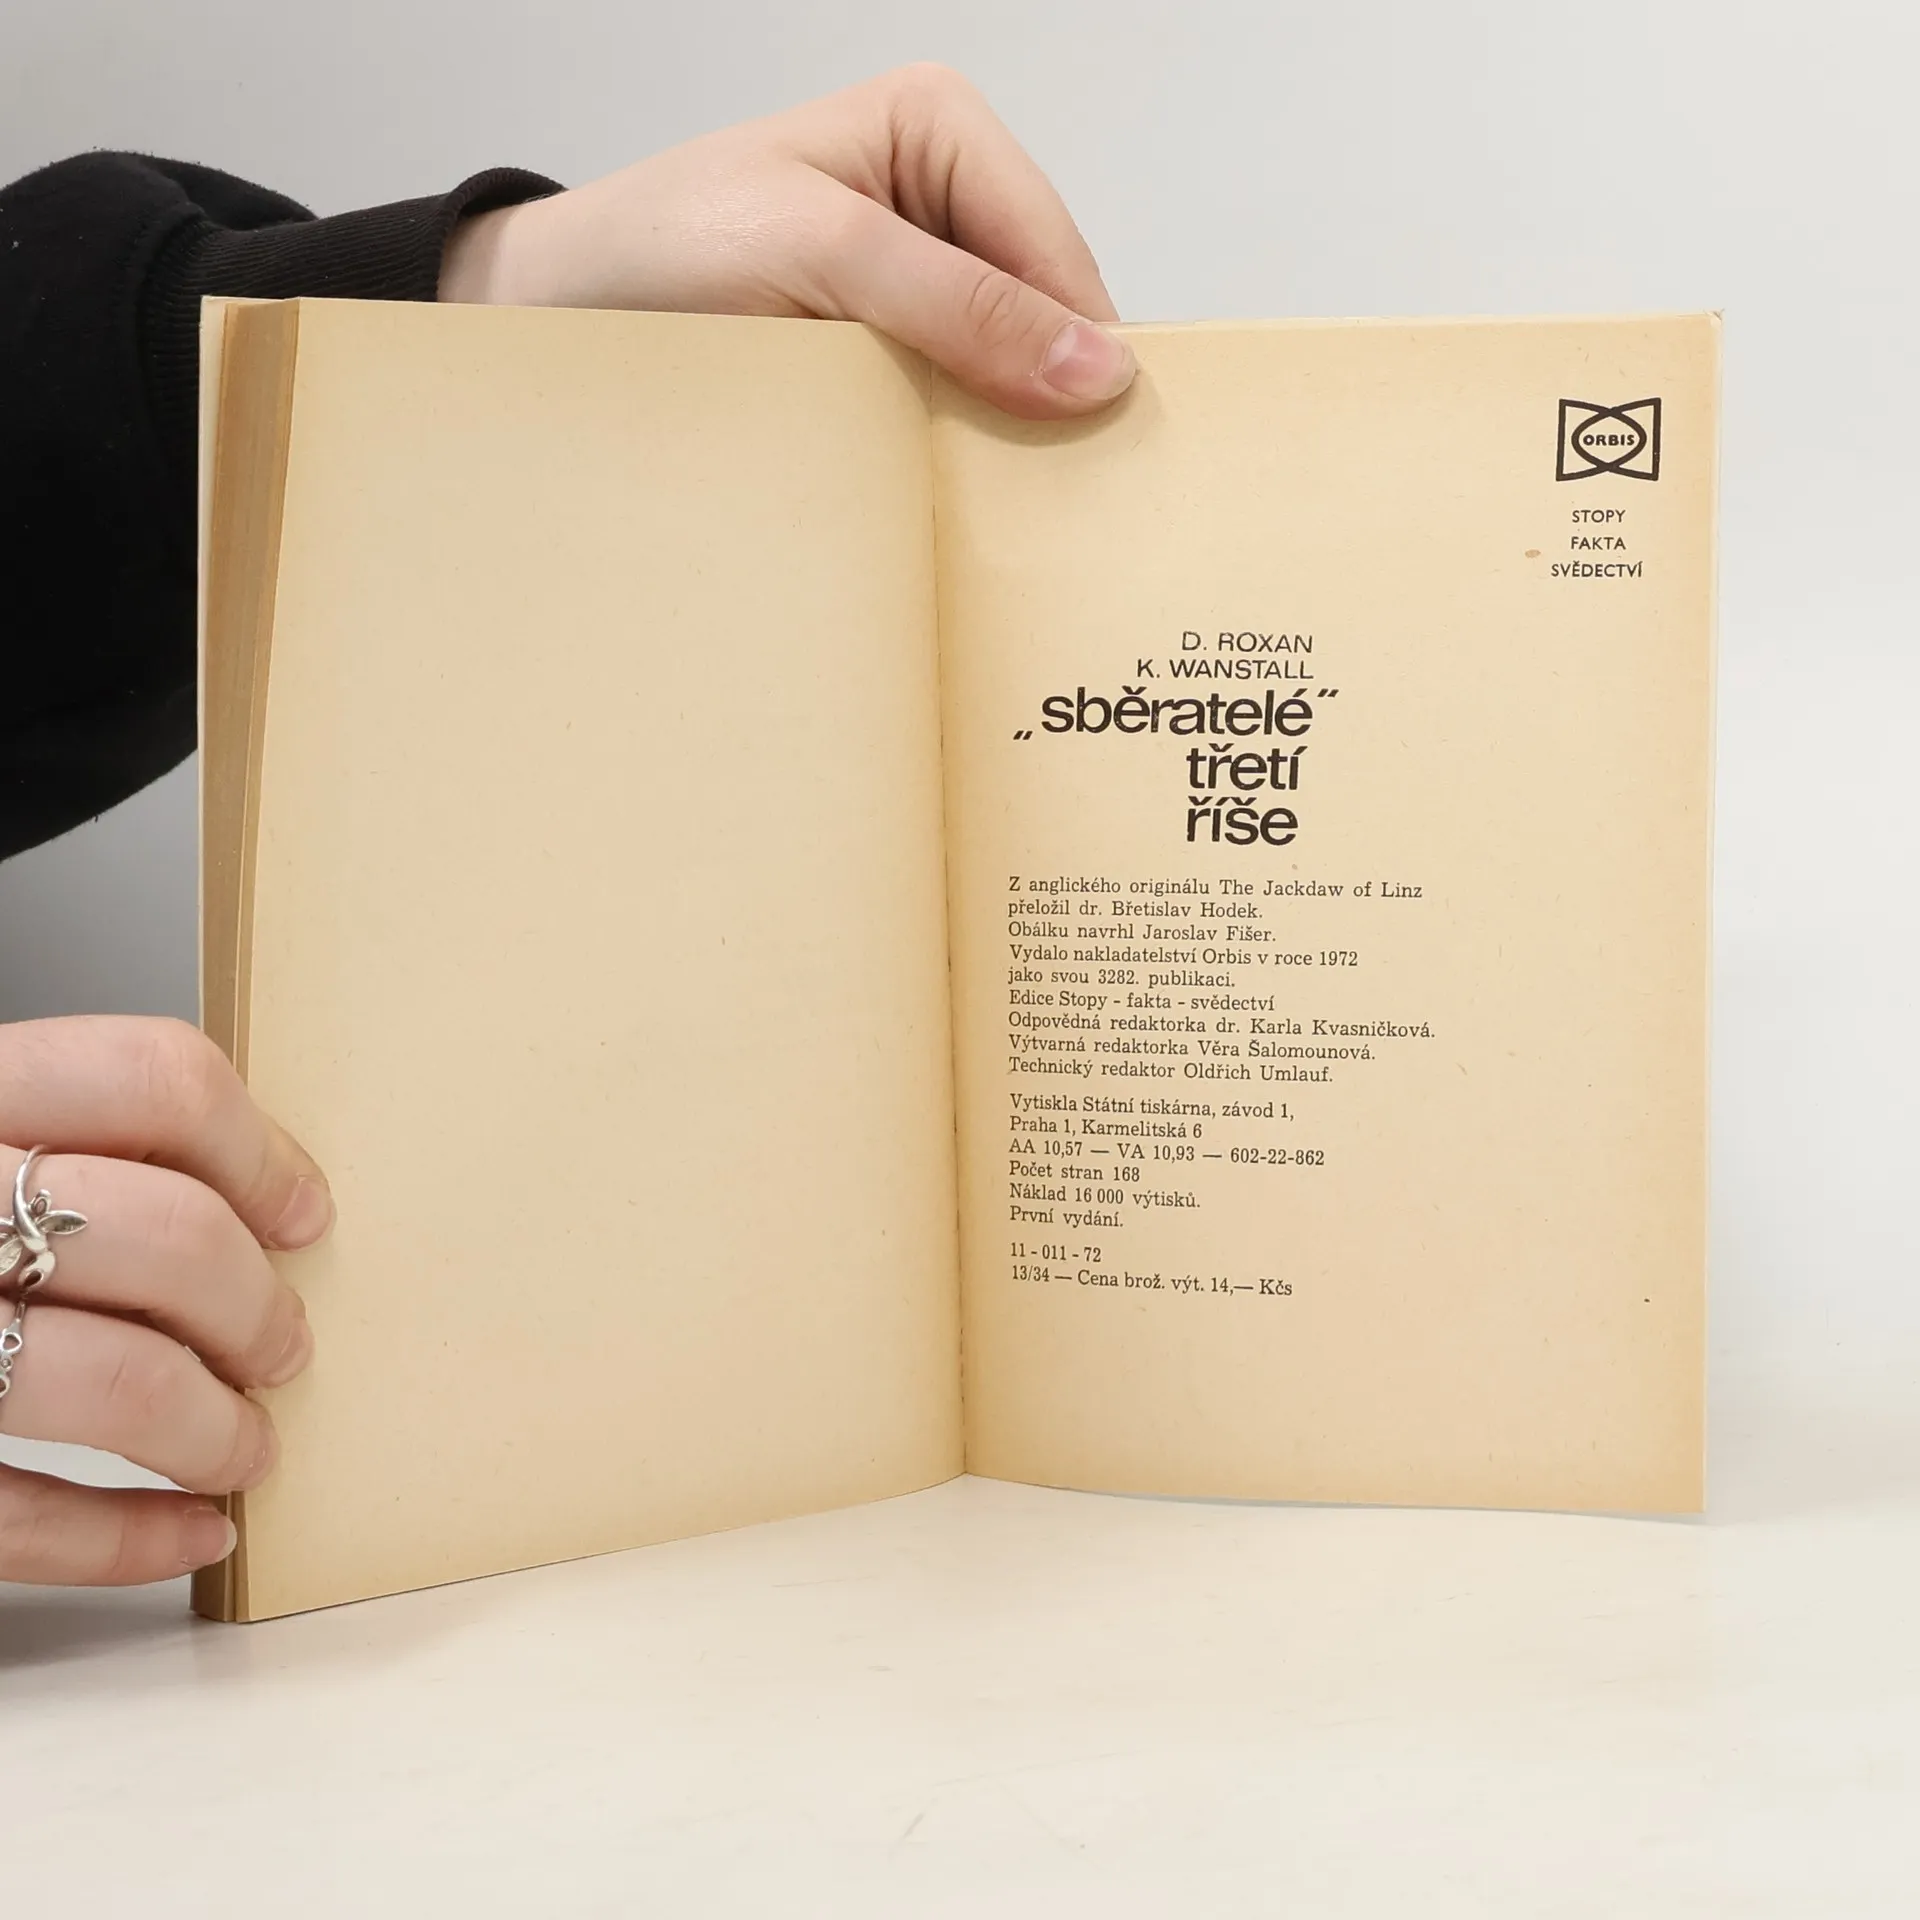 ORBIS
STOPY
FAKTA
SVĚDECTVÍ
D. ROXAN
K. WANSTALL
„sběratelé“
třetí
říše
Z anglického originálu The Jackdaw of Linz
přeložil dr. Břetislav Hodek.
Obálku navrhl Jaroslav Fišer.
Vydalo nakladatelství Orbis v roce 1972
jako svou 3282. publikaci.
Edice Stopy - fakta - svědectví
Odpovědná redaktorka dr. Karla Kvasničková.
Výtvarná redaktorka Věra Šalomounová.
Technický redaktor Oldřich Umlauf.
Vytiskla Státní tiskárna, závod 1,
Praha 1, Karmelitská 6
AA 10,57 — VA 10,93 — 602-22-862
Počet stran 168
Náklad 16 000 výtisků.
První vydání.
11 - 011 - 72
13/34 — Cena brož. výt. 14,— Kčs